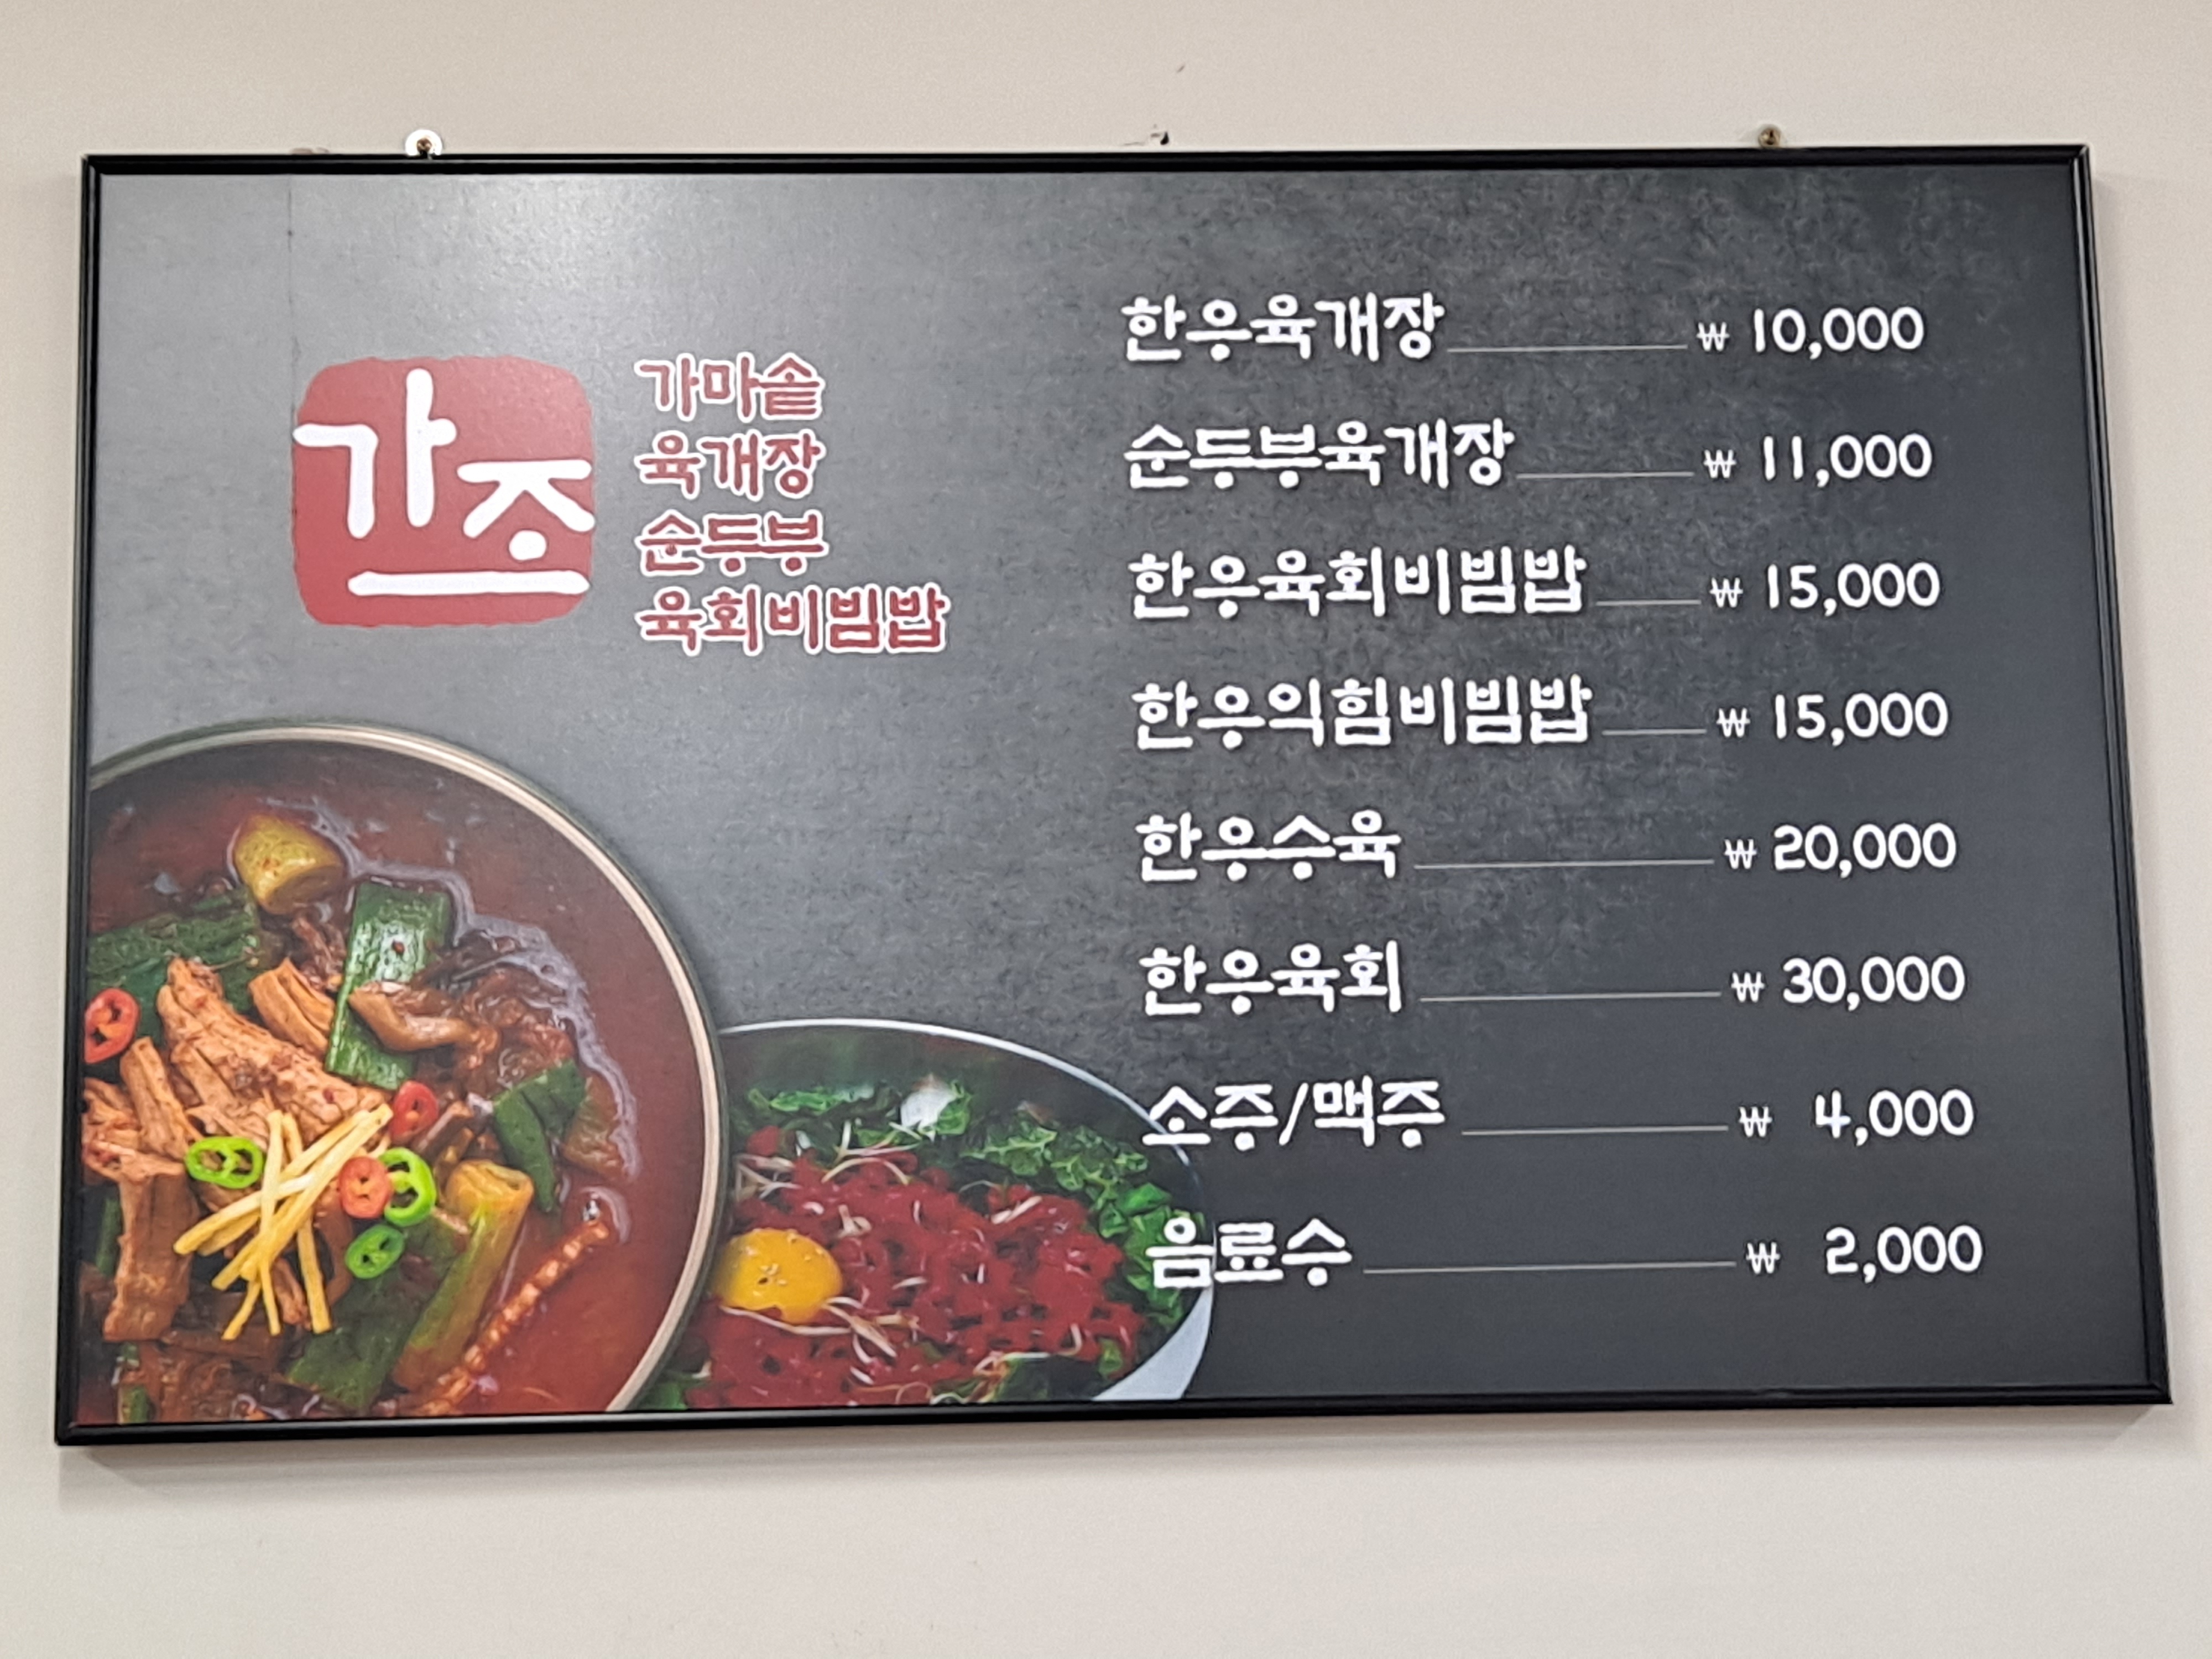 가조
가마솥
육개장
순두부
육회비빔밥
한우육개장 ₩ 10,000
순두부육개장 ₩ 11,000
한우육회비빔밥 ₩ 15,000
한우익힘비빔밥 ₩ 15,000
한우수육 ₩ 20,000
한우육회 ₩ 30,000
소주/맥주 ₩ 4,000
음료수 ₩ 2,000